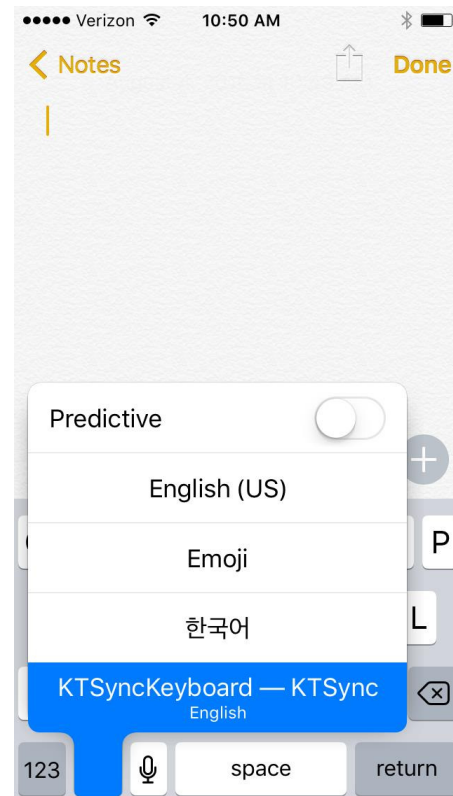 Verizon 10:50 AM
Notes Done
Predictive
English (US)
Emoji
한국어
KTSyncKeyboard — KTSync
English
P
L
123 space return